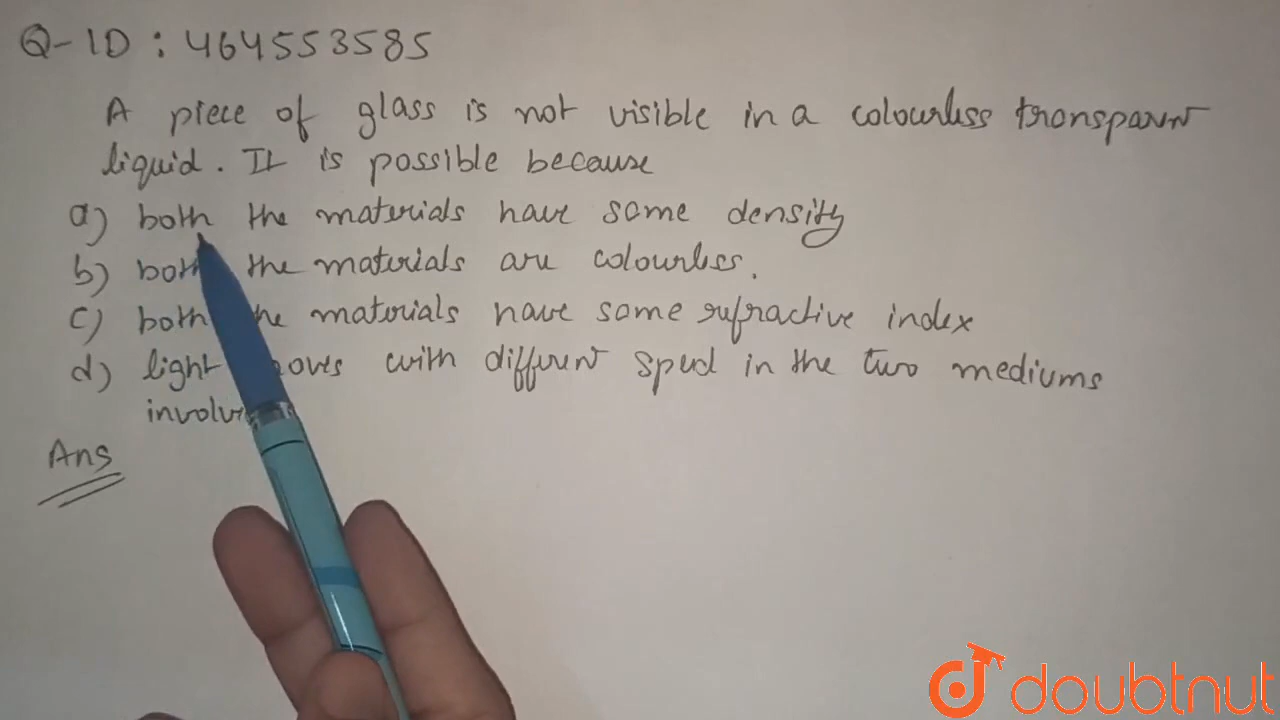 Q-ID : 464553585
A piece of glass is not visible in a colourless transparent
liquid. It is possible because
a) both the materials have same density
b) both the materials are colourless.
c) both the materials have same refractive index
d) light moves with different speed in the two mediums
Ans
doubtnut